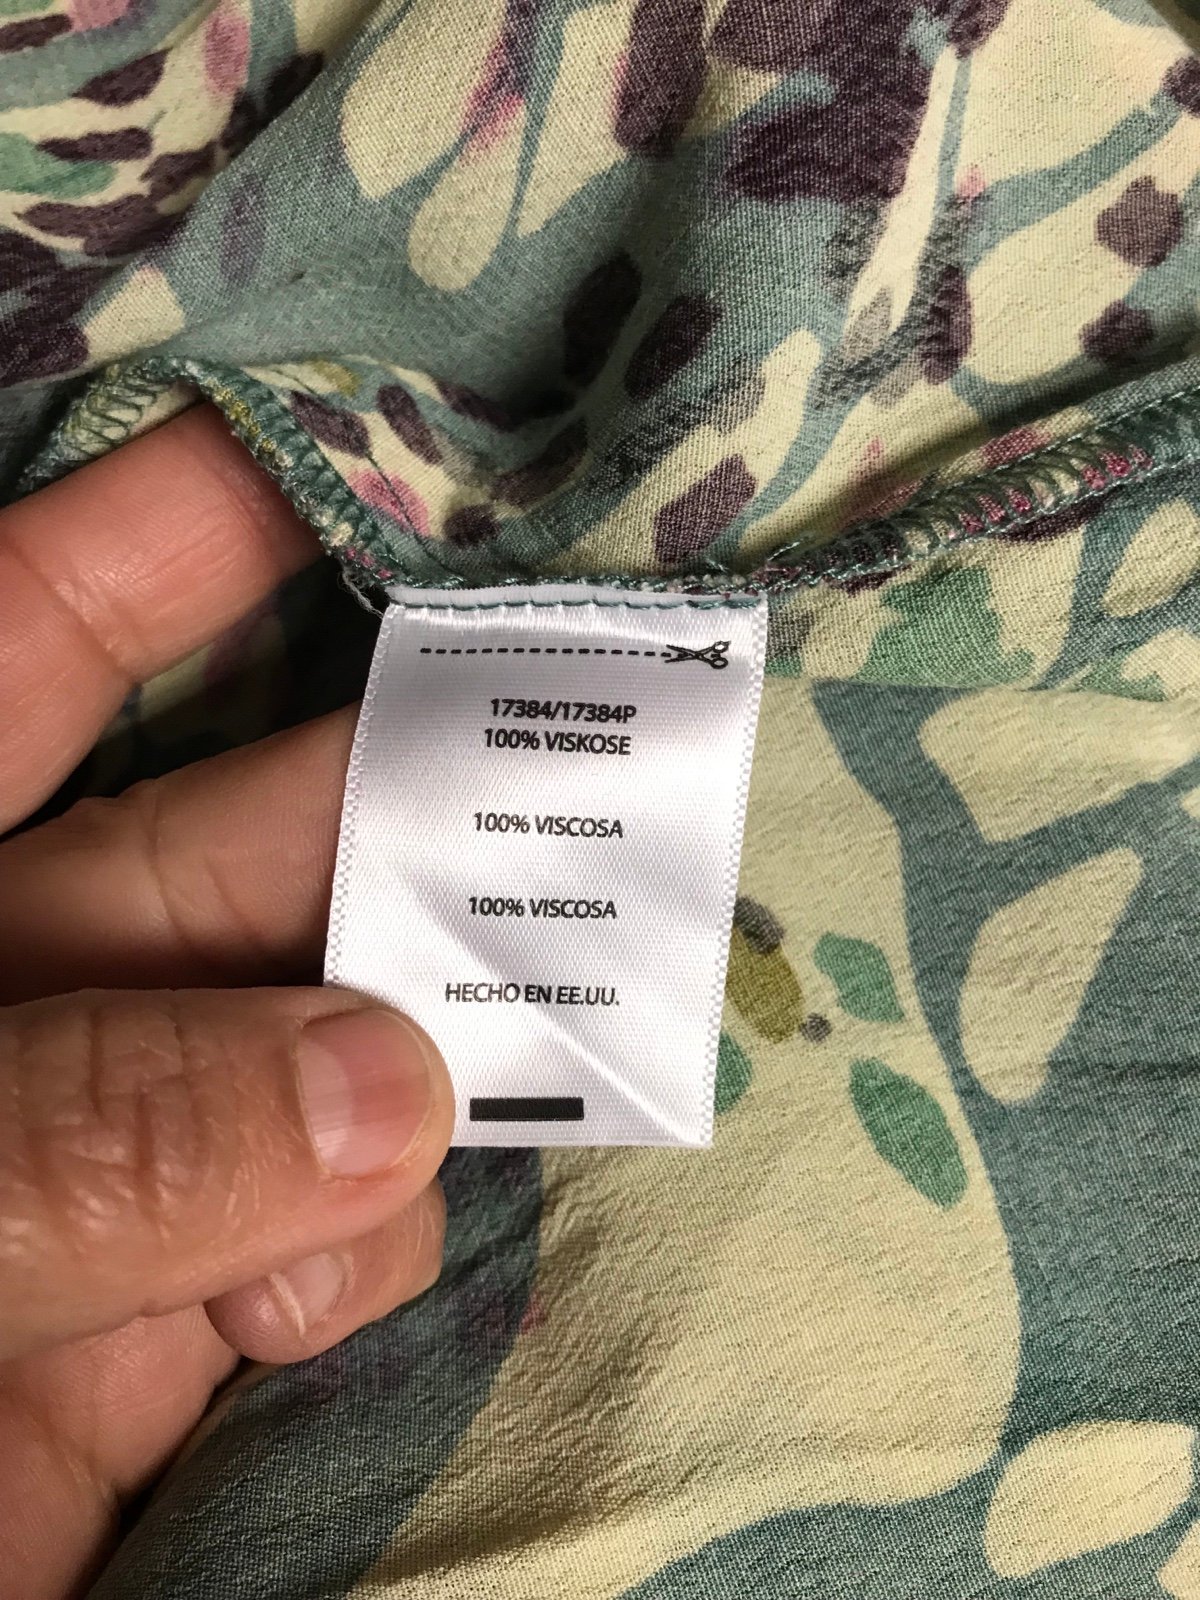 17384/17384P
100% VISKOSE
100% VISCOSA
100% VISCOSA
HECHO EN EE.UU.